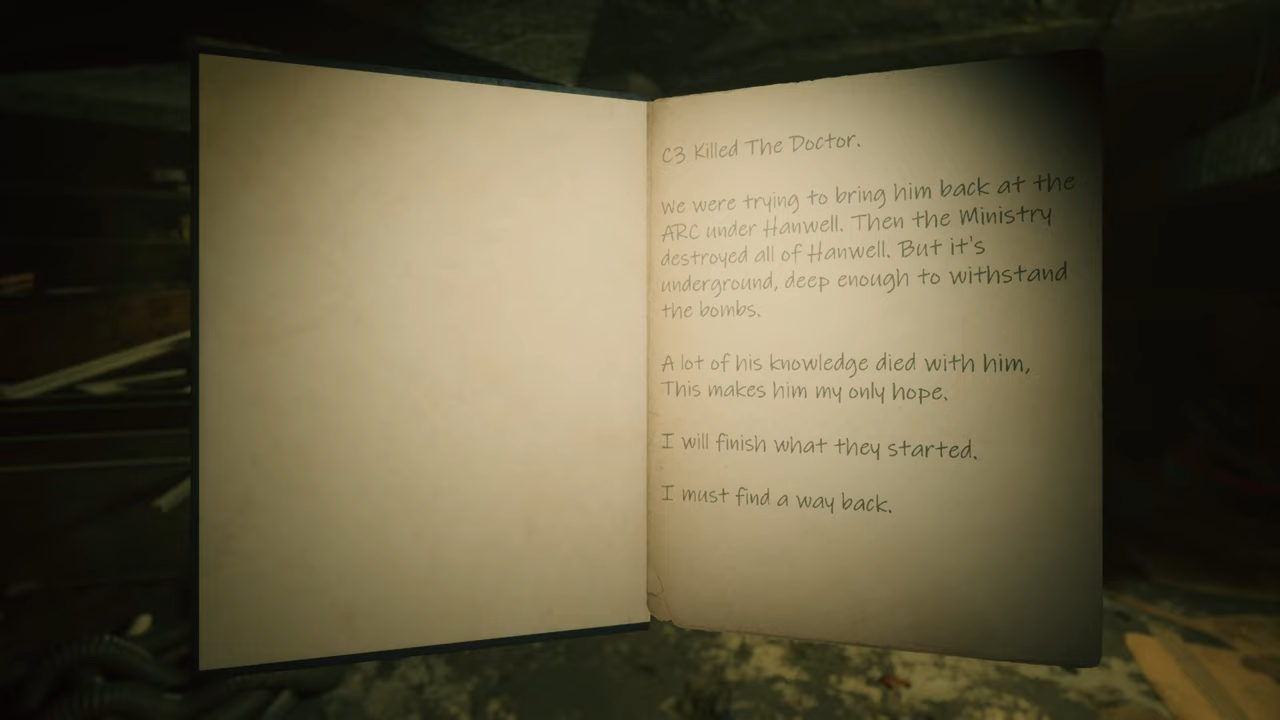 C3 Killed The Doctor.
We were trying to bring him back at the
ARC under Hanwell. Then the Ministry
destroyed all of Hanwell. But it's
underground, deep enough to withstand
the bombs.
A lot of his knowledge died with him,
This makes him my only hope.
I will finish what they started.
I must find a way back.